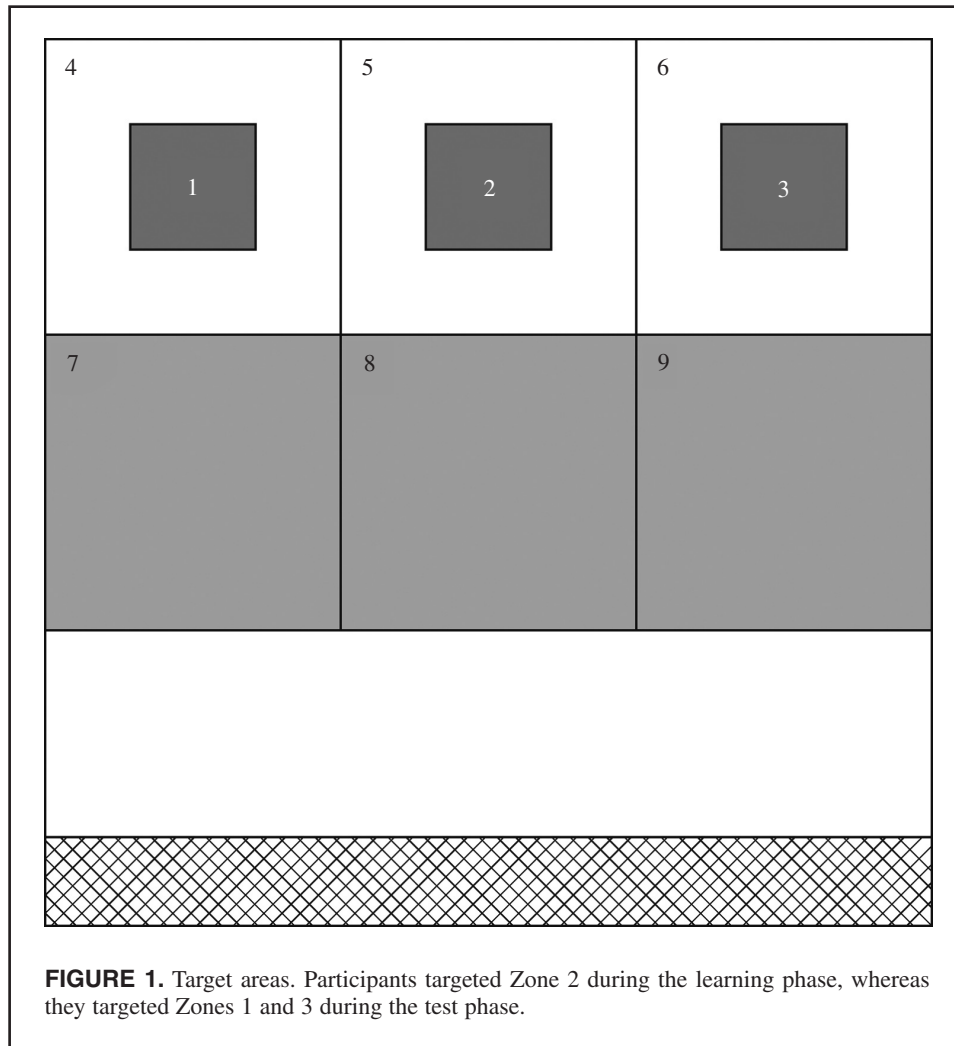 4 5 6
1 2 3
7 8 9
FIGURE 1. Target areas. Participants targeted Zone 2 during the learning phase, whereas
they targeted Zones 1 and 3 during the test phase.